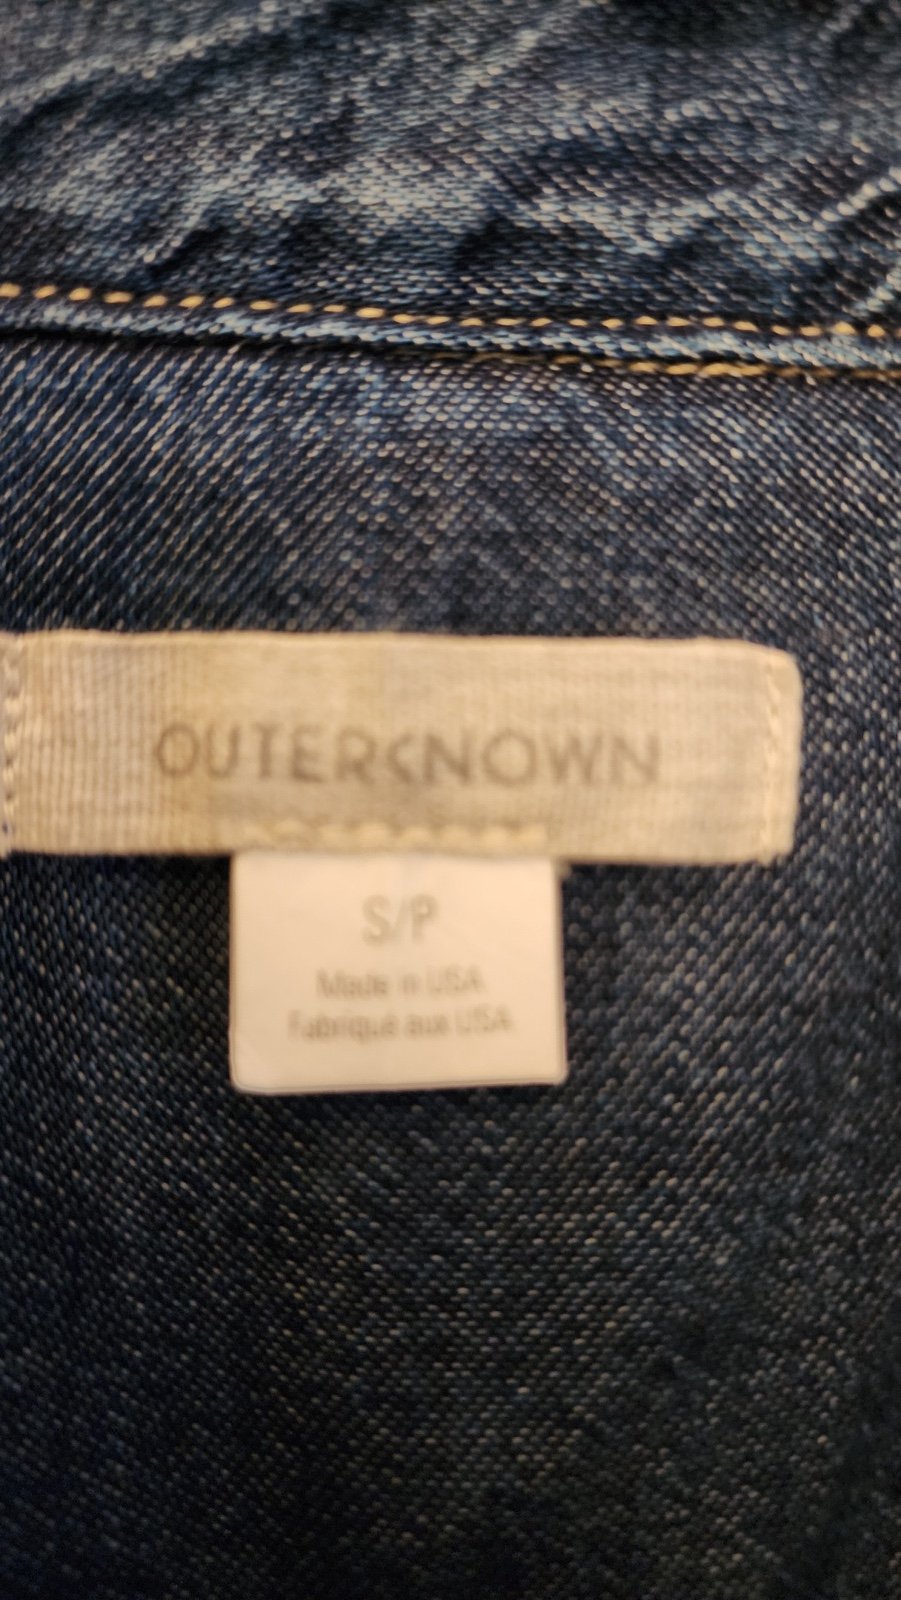 OUTERKNOWN
S/P
Made in USA
Fabriqué aux USA